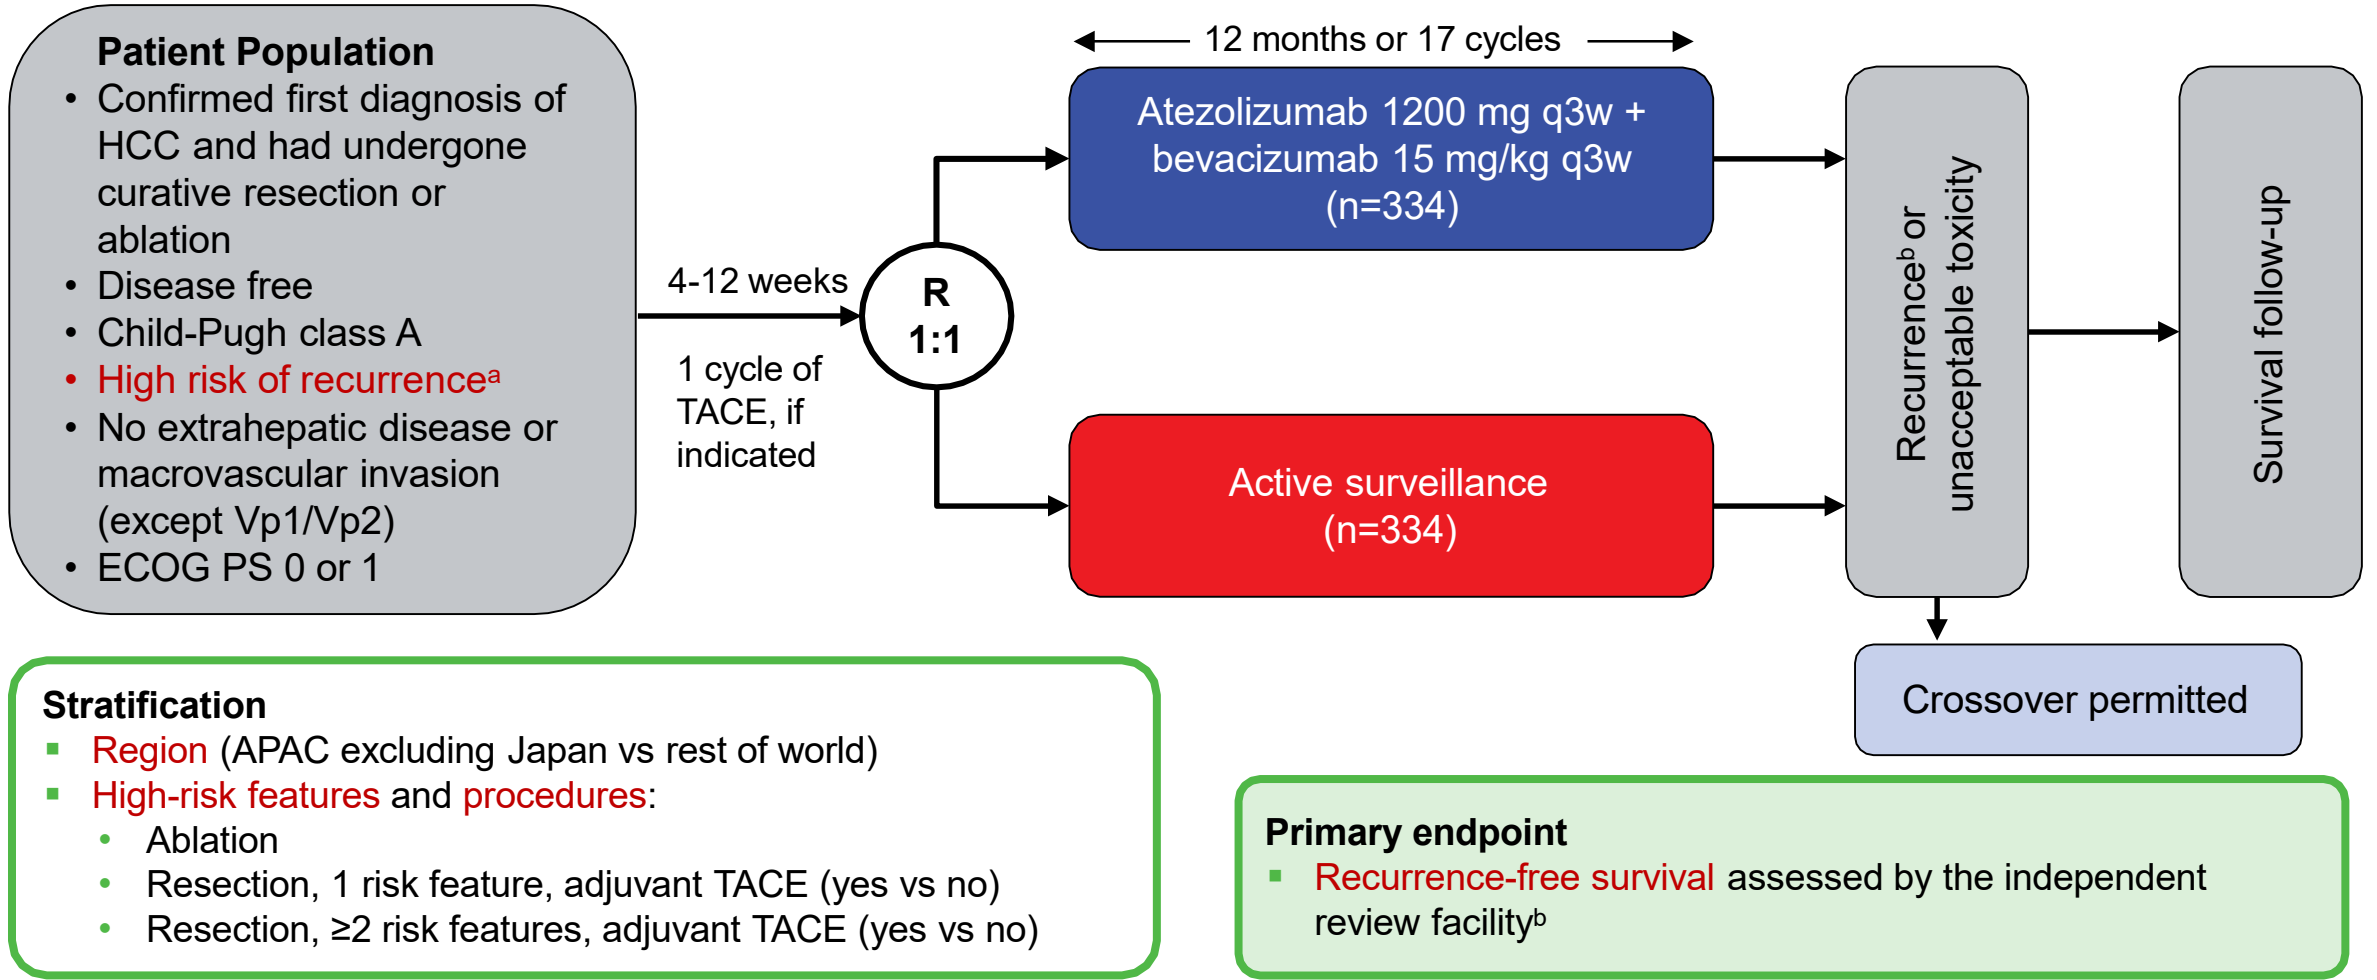 Patient Population
• Confirmed first diagnosis of
HCC and had undergone
curative resection or
ablation
• Disease free
• Child-Pugh class A
• High risk of recurrenceᵃ
• No extrahepatic disease or
macrovascular invasion
(except Vp1/Vp2)
• ECOG PS 0 or 1
4-12 weeks
1 cycle of
TACE, if
indicated
R
1:1
12 months or 17 cycles
Atezolizumab 1200 mg q3w +
bevacizumab 15 mg/kg q3w
(n=334)
Active surveillance
(n=334)
Recurrenceᵇ or
unacceptable toxicity
Survival follow-up
Crossover permitted
Stratification
▪ Region (APAC excluding Japan vs rest of world)
▪ High-risk features and procedures:
• Ablation
• Resection, 1 risk feature, adjuvant TACE (yes vs no)
• Resection, ≥2 risk features, adjuvant TACE (yes vs no)
Primary endpoint
▪ Recurrence-free survival assessed by the independent
review facilityᵇ